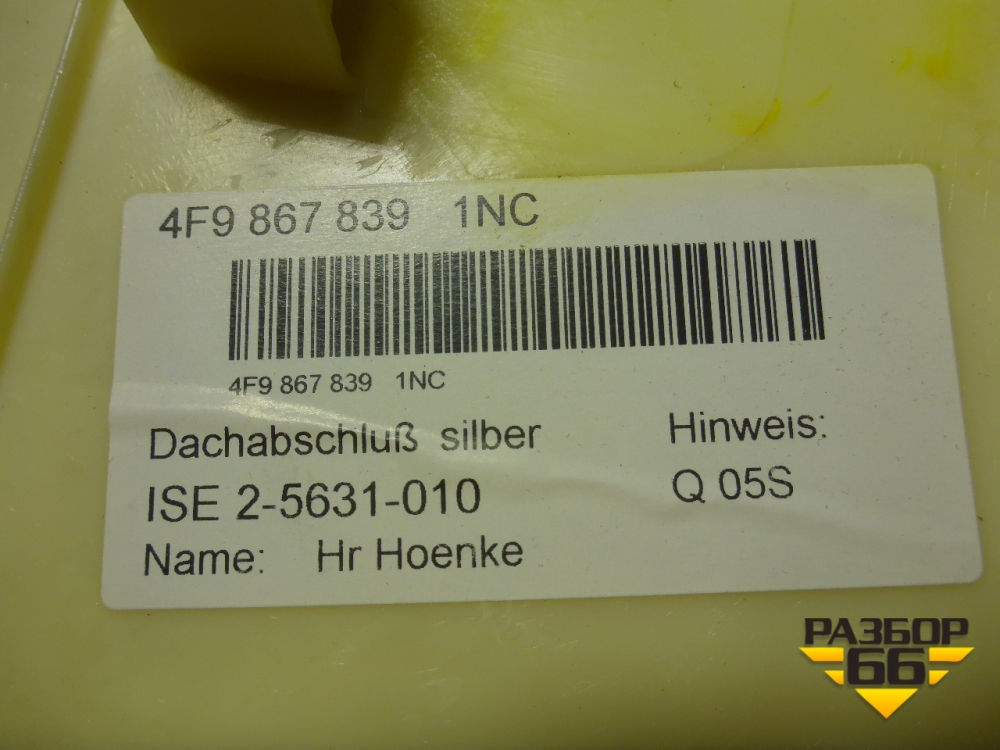 4F9 867 839 1NC
4F9 867 839 1NC
Dachabschluß silber
Hinweis:
ISE 2-5631-010
Q 05S
Name: Hr Hoenke
РАЗБОР
66